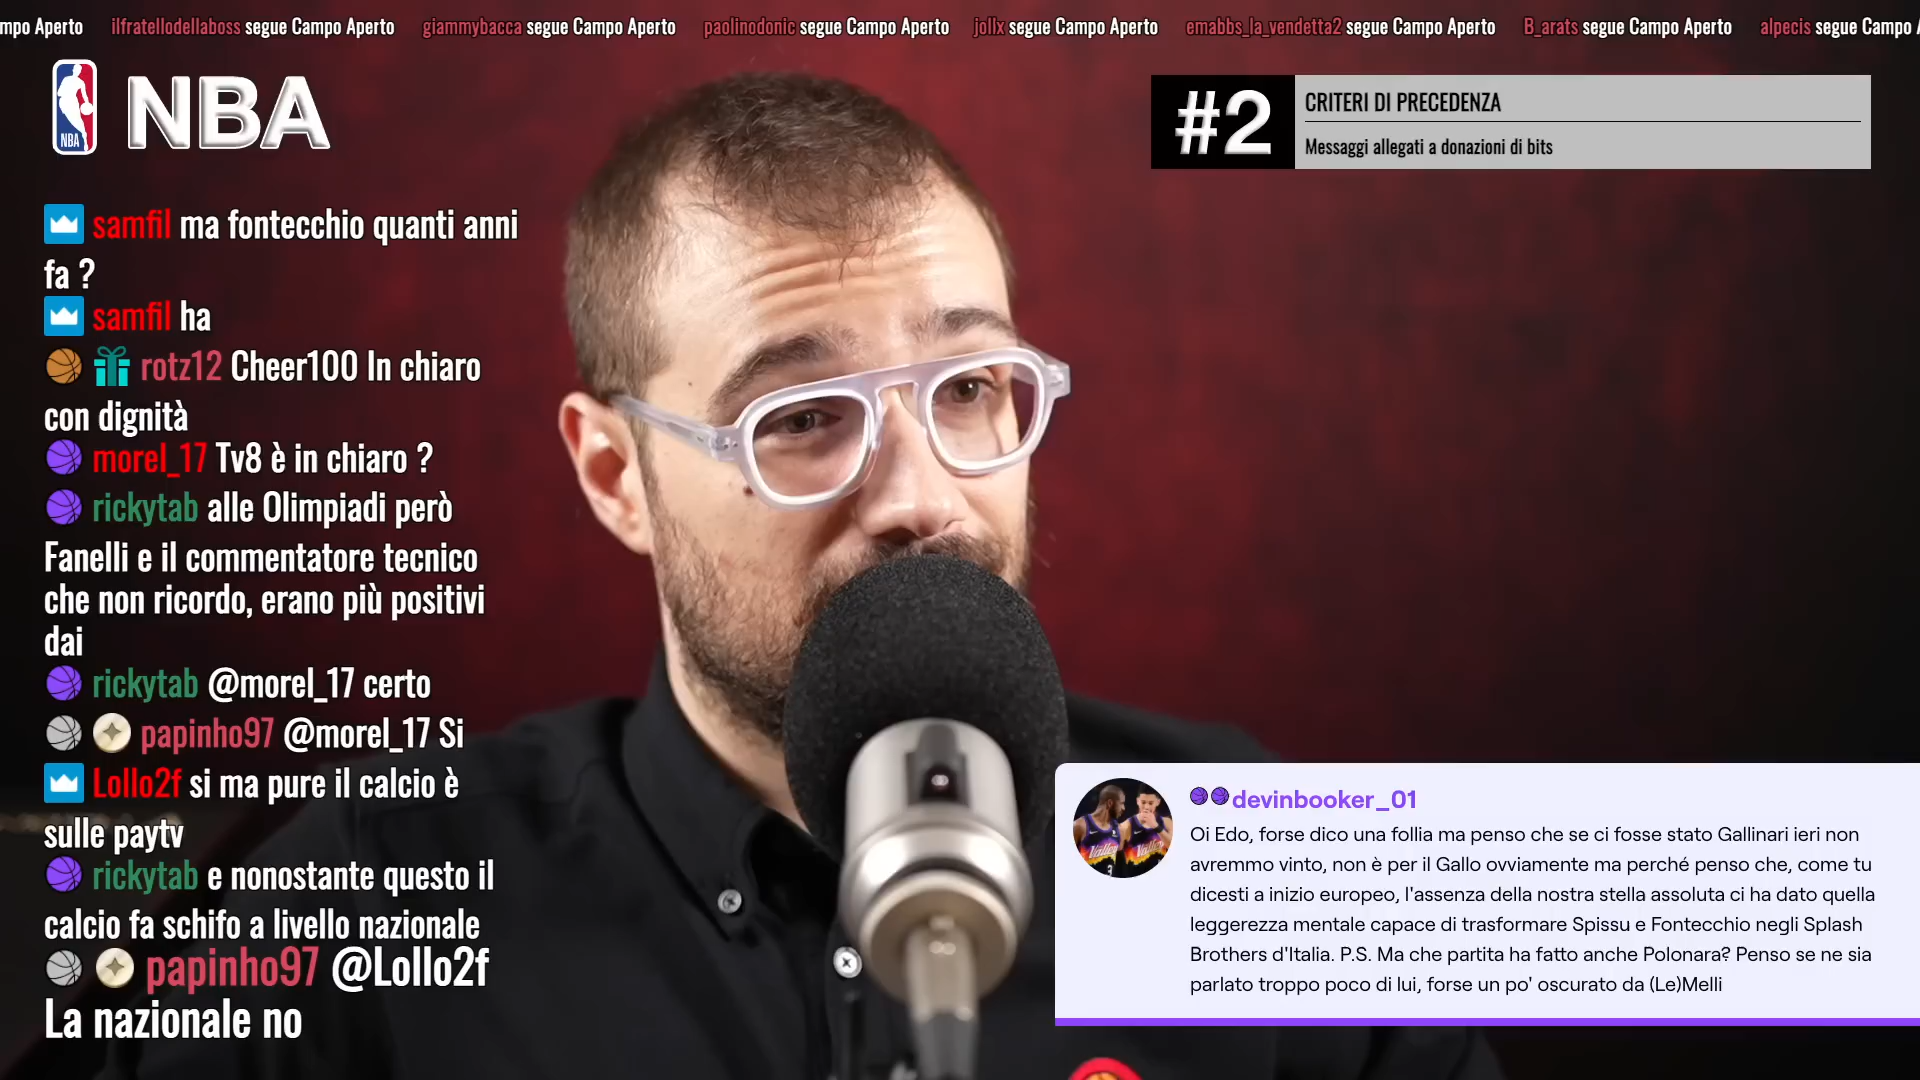 mpo Aperto ilfratellodellaboss segue Campo Aperto giammybacca segue Campo Aperto paolinodonic segue Campo Aperto jollx segue Campo Aperto emabbs_la_vendetta2 segue Campo Aperto B_arats segue Campo Aperto alpecis segue Campo A
NBA NBA
#2 CRITERI DI PRECEDENZA
Messaggi allegati a donazioni di bits
samfil ma fontecchio quanti anni
fa ?
samfil ha
rotz12 Cheer100 In chiaro
con dignità
morel_17 Tv8 è in chiaro ?
rickytab alle Olimpiadi però
Fanelli e il commentatore tecnico
che non ricordo, erano più positivi
dai
rickytab @morel_17 certo
papinho97 @morel_17 Si
Lollo2f si ma pure il calcio è
sulle paytv
rickytab e nonostante questo il
calcio fa schifo a livello nazionale
papinho97 @Lollo2f
La nazionale no
devinbooker_01
Oi Edo, forse dico una follia ma penso che se ci fosse stato Gallinari ieri non
avremmo vinto, non è per il Gallo ovviamente ma perché penso che, come tu
dicesti a inizio europeo, l'assenza della nostra stella assoluta ci ha dato quella
leggerezza mentale capace di trasformare Spissu e Fontecchio negli Splash
Brothers d'Italia. P.S. Ma che partita ha fatto anche Polonara? Penso se ne sia
parlato troppo poco di lui, forse un po' oscurato da (Le)Melli